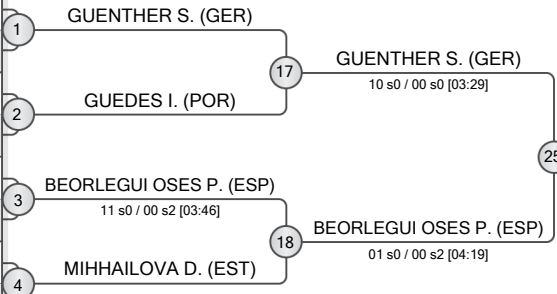 GUENTHER S. (GER)
1
17
GUENTHER S. (GER)
10 s0 / 00 s0 [03:29]
GUEDES I. (POR)
2
25
BEORLEGUI OSES P. (ESP)
3
11 s0 / 00 s2 [03:46]
18
BEORLEGUI OSES P. (ESP)
01 s0 / 00 s2 [04:19]
MIHHAILOVA D. (EST)
4